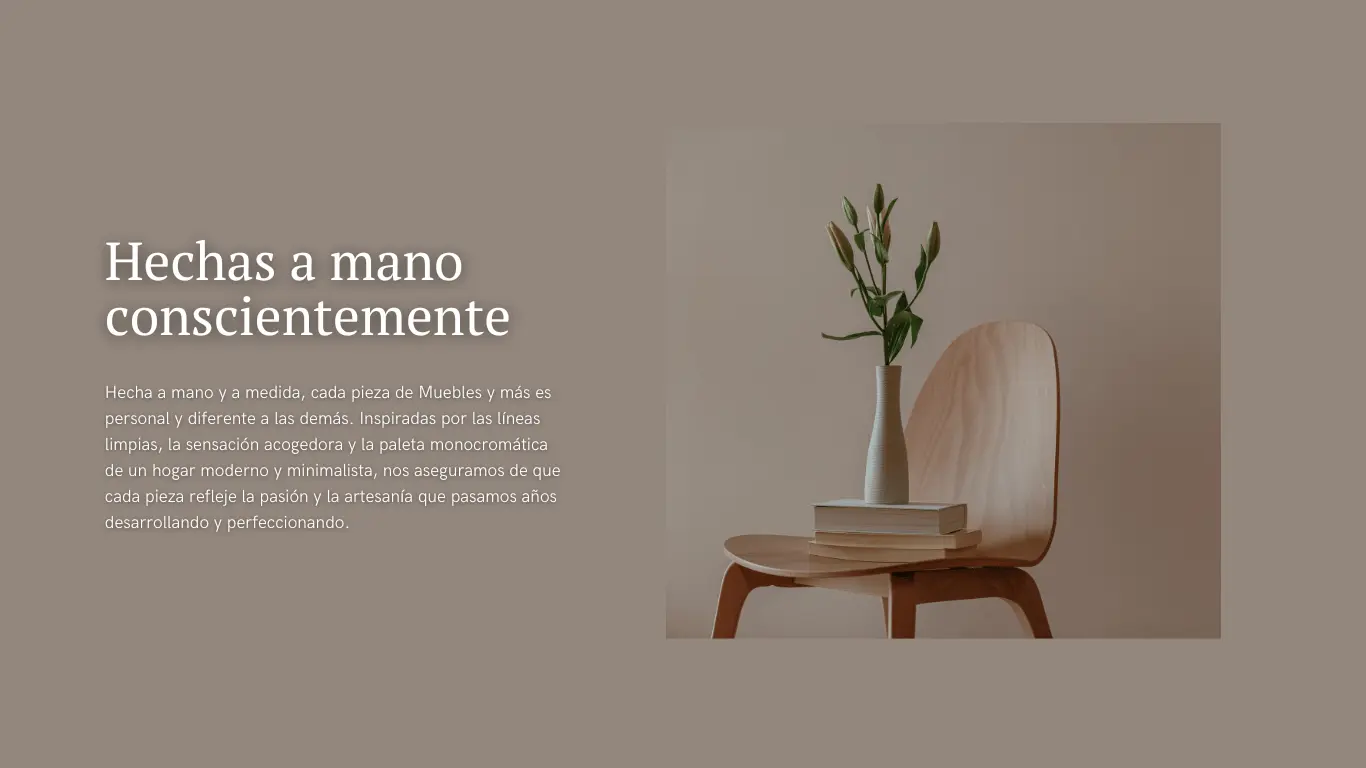 Hechas a mano
conscientemente
Hecha a mano y a medida, cada pieza de Muebles y más es
personal y diferente a las demás. Inspiradas por las líneas
limpias, la sensación acogedora y la paleta monocromática
de un hogar moderno y minimalista, nos aseguramos de que
cada pieza refleje la pasión y la artesanía que pasamos años
desarrollando y perfeccionando.